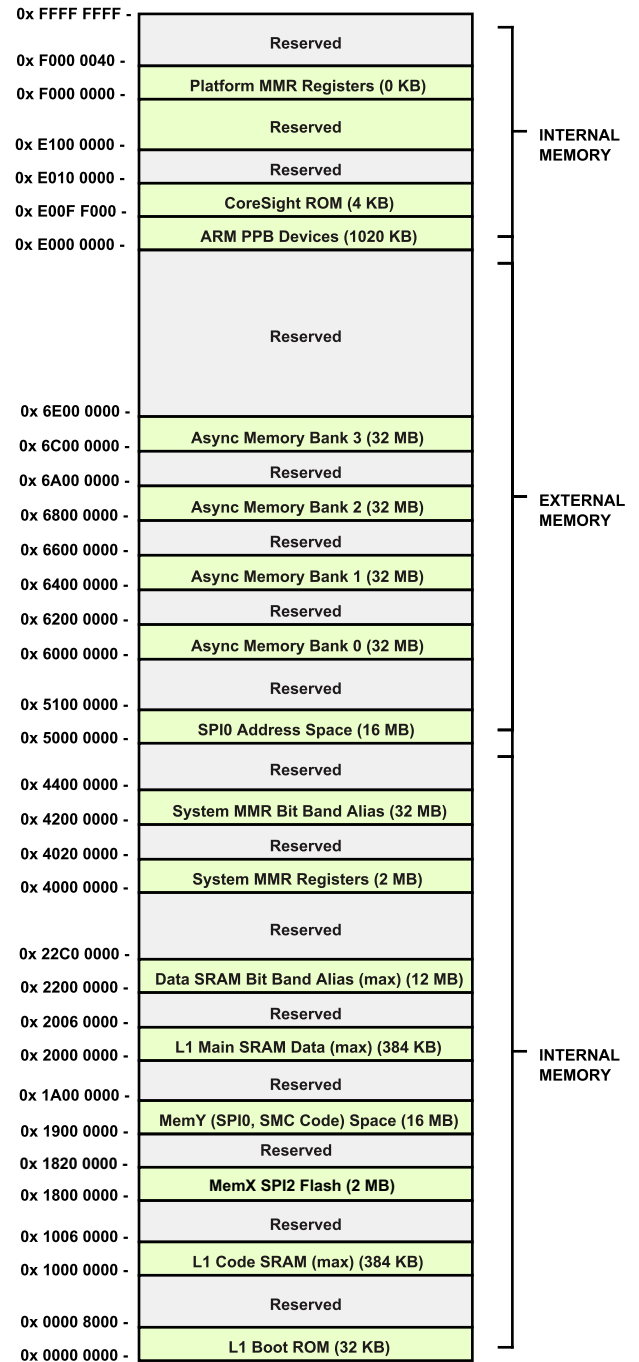 0x FFFF FFFF -
Reserved
0x F000 0040 -
Platform MMR Registers (0 KB)
0x F000 0000 -
Reserved
INTERNAL
MEMORY
0x E100 0000 -
Reserved
0x E010 0000 -
CoreSight ROM (4 KB)
0x E00F F000 -
ARM PPB Devices (1020 KB)
0x E000 0000 -
Reserved
0x 6E00 0000 -
Async Memory Bank 3 (32 MB)
0x 6C00 0000 -
Reserved
0x 6A00 0000 -
Async Memory Bank 2 (32 MB)
EXTERNAL
MEMORY
0x 6800 0000 -
Reserved
0x 6600 0000 -
Async Memory Bank 1 (32 MB)
0x 6400 0000 -
Reserved
0x 6200 0000 -
Async Memory Bank 0 (32 MB)
0x 6000 0000 -
Reserved
0x 5100 0000 -
SPI0 Address Space (16 MB)
0x 5000 0000 -
Reserved
0x 4400 0000 -
System MMR Bit Band Alias (32 MB)
0x 4200 0000 -
Reserved
0x 4020 0000 -
System MMR Registers (2 MB)
0x 4000 0000 -
Reserved
0x 22C0 0000 -
Data SRAM Bit Band Alias (max) (12 MB)
0x 2200 0000 -
Reserved
0x 2006 0000 -
L1 Main SRAM Data (max) (384 KB)
0x 2000 0000 -
INTERNAL
MEMORY
Reserved
0x 1A00 0000 -
MemY (SPI0, SMC Code) Space (16 MB)
0x 1900 0000 -
Reserved
0x 1820 0000 -
MemX SPI2 Flash (2 MB)
0x 1800 0000 -
Reserved
0x 1006 0000 -
L1 Code SRAM (max) (384 KB)
0x 1000 0000 -
Reserved
0x 0000 8000 -
L1 Boot ROM (32 KB)
0x 0000 0000 -